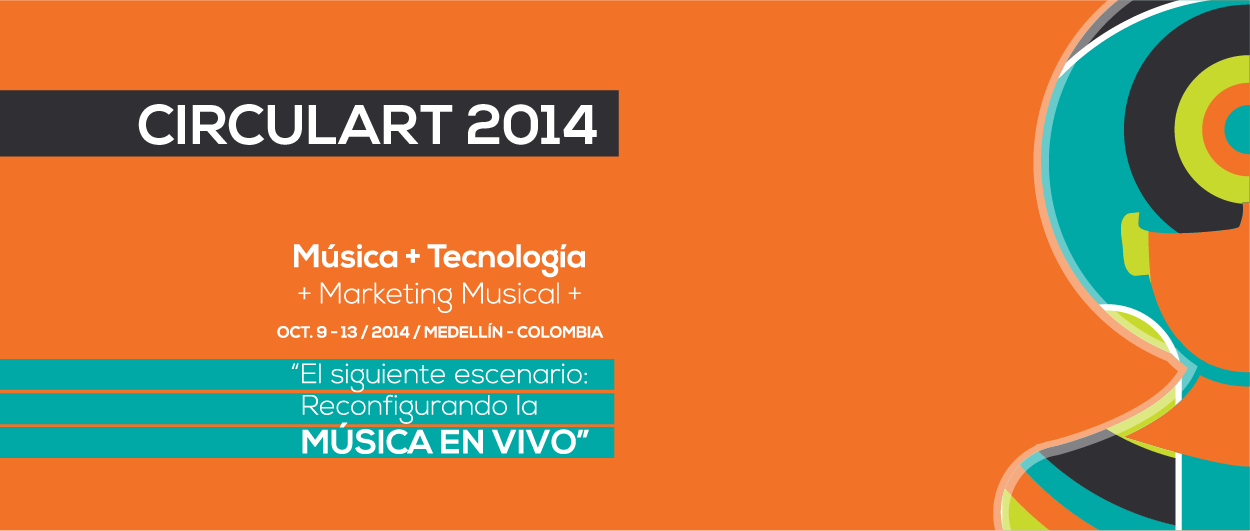 CIRCULART 2014
Música + Tecnología
+ Marketing Musical +
OCT. 9 - 13 / 2014 / MEDELLÍN - COLOMBIA
“El siguiente escenario:
Reconfigurando la
MÚSICA EN VIVO”